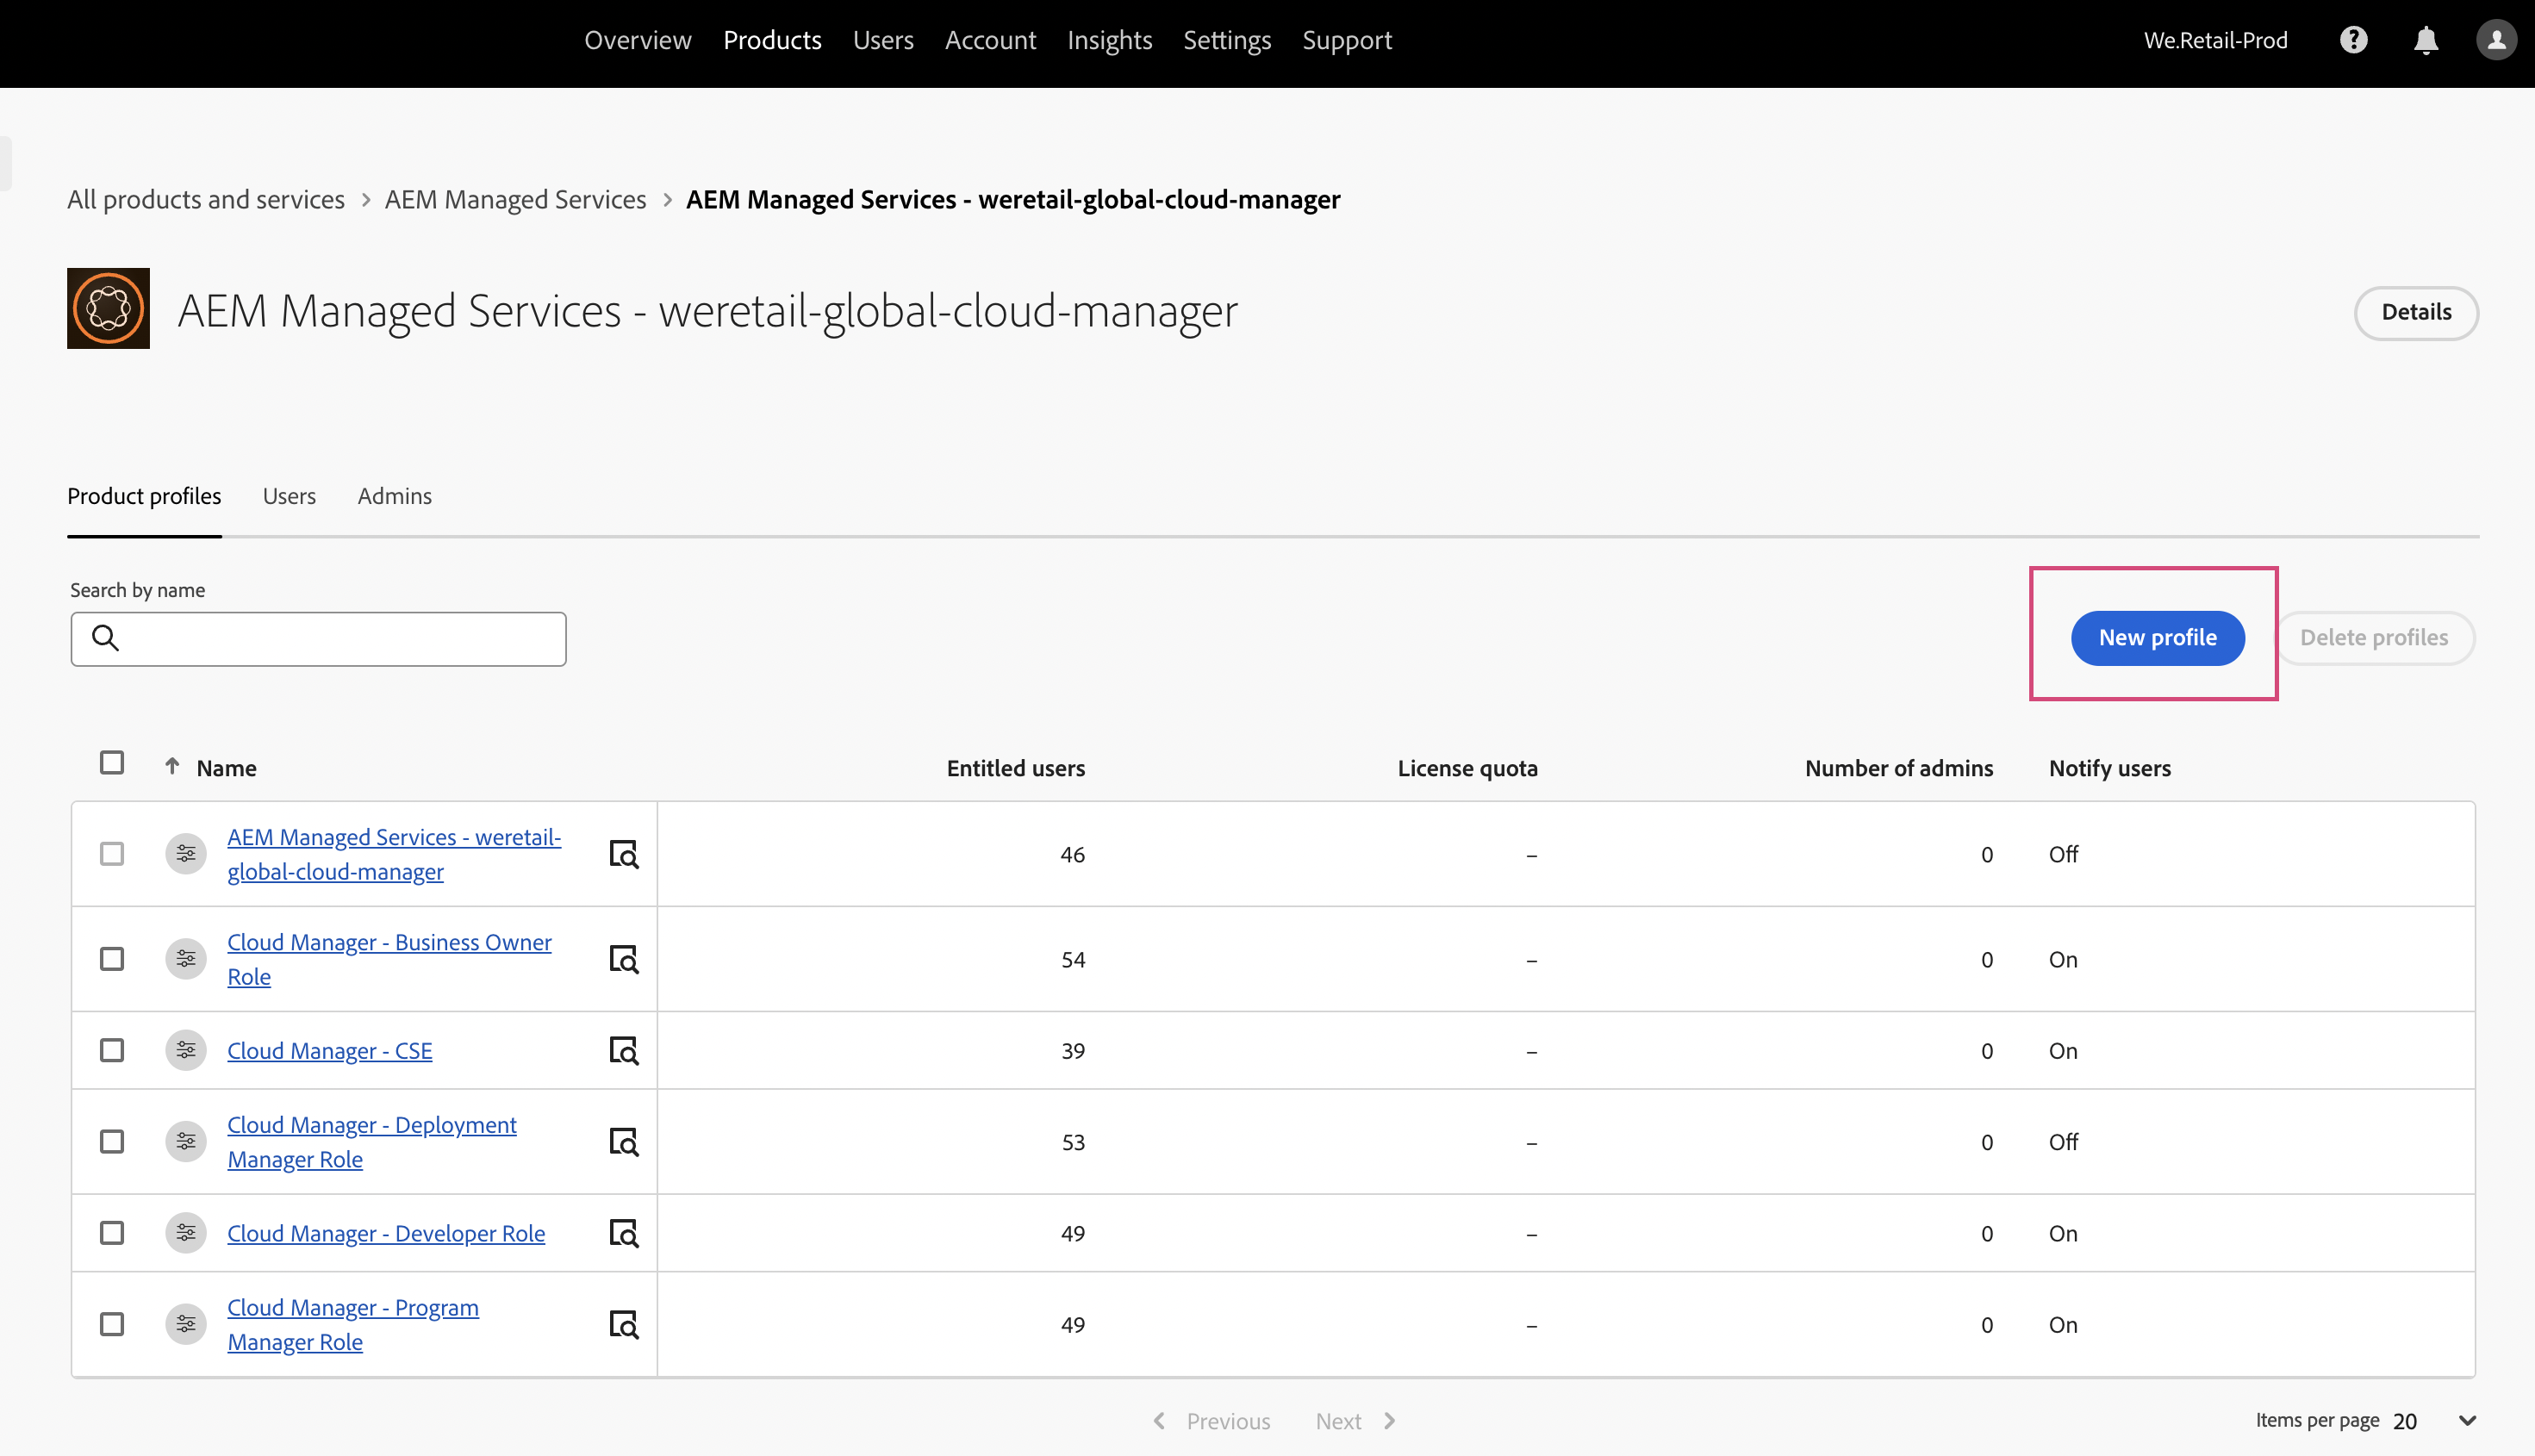 Overview Products Users Account Insights Settings Support We.Retail-Prod
All products and services > AEM Managed Services > AEM Managed Services - weretail-global-cloud-manager
AEM Managed Services - weretail-global-cloud-manager
Details
Product profiles Users Admins
Search by name
New profile Delete profiles
Name Entitled users License quota Number of admins Notify users
AEM Managed Services - weretail-
global-cloud-manager
46 – 0 Off
Cloud Manager - Business Owner
Role
54 – 0 On
Cloud Manager - CSE 39 – 0 On
Cloud Manager - Deployment
Manager Role
53 – 0 Off
Cloud Manager - Developer Role 49 – 0 On
Cloud Manager - Program
Manager Role
49 – 0 On
Previous Next Items per page 20